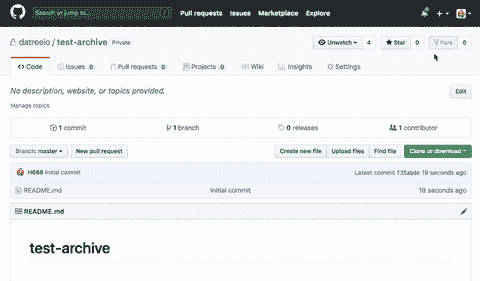 Search or jump to... / Pull requests Issues Marketplace Explore
datreeio / test-archive Private Unwatch 4 Star 0 Fork 0
Code Issues 0 Pull requests 0 Projects 0 Wiki Insights Settings
No description, website, or topics provided. Edit
Manage topics
1 commit 1 branch 0 releases 1 contributor
Branch: master New pull request Create new file Upload files Find file Clone or download
H668 Initial commit Latest commit f35abde 19 seconds ago
README.md Initial commit 19 seconds ago
README.md
test-archive